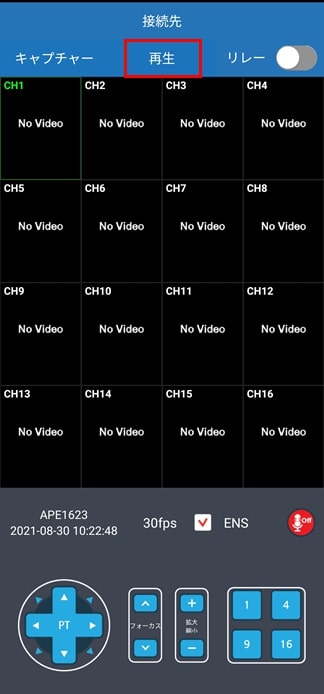 接続先
キャプチャー 再生 リレー
CH1 CH2 CH3 CH4
No Video No Video No Video No Video
CH5 CH6 CH7 CH8
No Video No Video No Video No Video
CH9 CH10 CH11 CH12
No Video No Video No Video No Video
CH13 CH14 CH15 CH16
No Video No Video No Video No Video
APE1623
2021-08-30 10:22:48
30fps ENS Off
PT
フォーカス
拡大
縮小
1 4
9 16